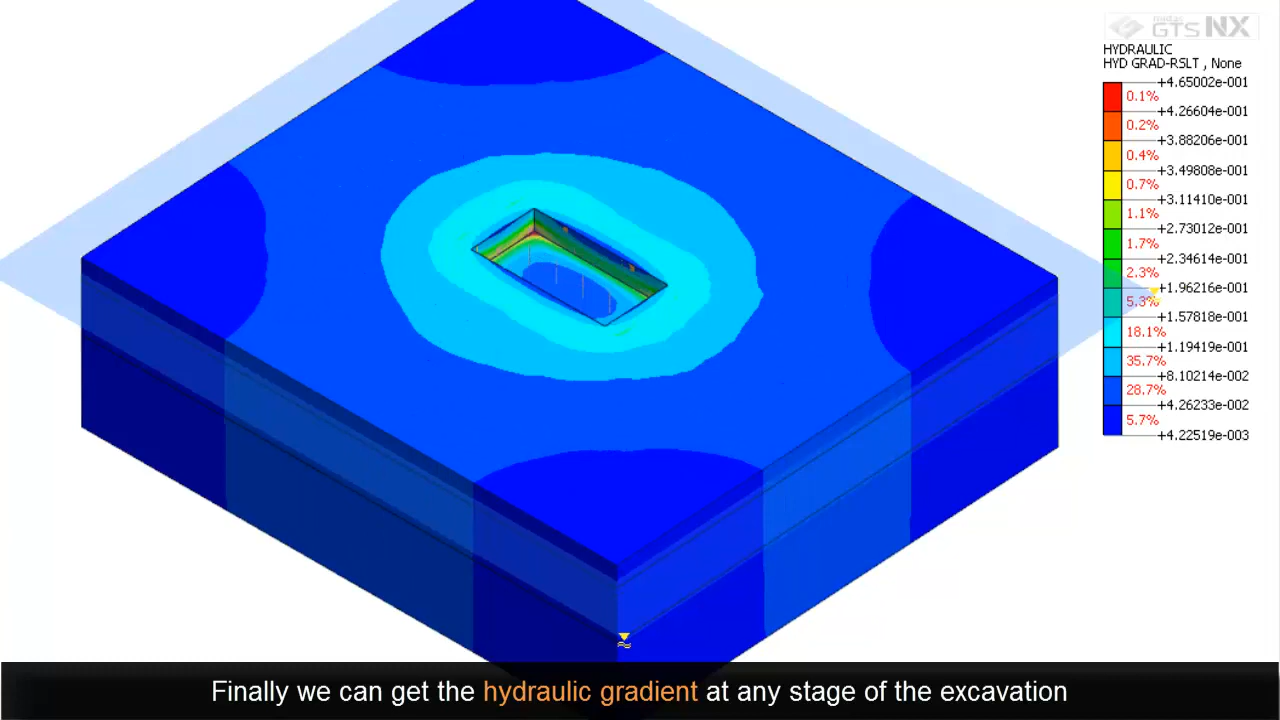 midas
GTS NX
HYDRAULIC
HYD GRAD-RSLT , None
+4.65002e-001
0.1%
+4.26604e-001
0.2%
+3.88206e-001
0.4%
+3.49808e-001
0.7%
+3.11410e-001
1.1%
+2.73012e-001
1.7%
+2.34614e-001
2.3%
+1.96216e-001
5.3%
+1.57818e-001
18.1%
+1.19419e-001
35.7%
+8.10214e-002
28.7%
+4.26233e-002
5.7%
+4.22519e-003
Finally we can get the hydraulic gradient at any stage of the excavation